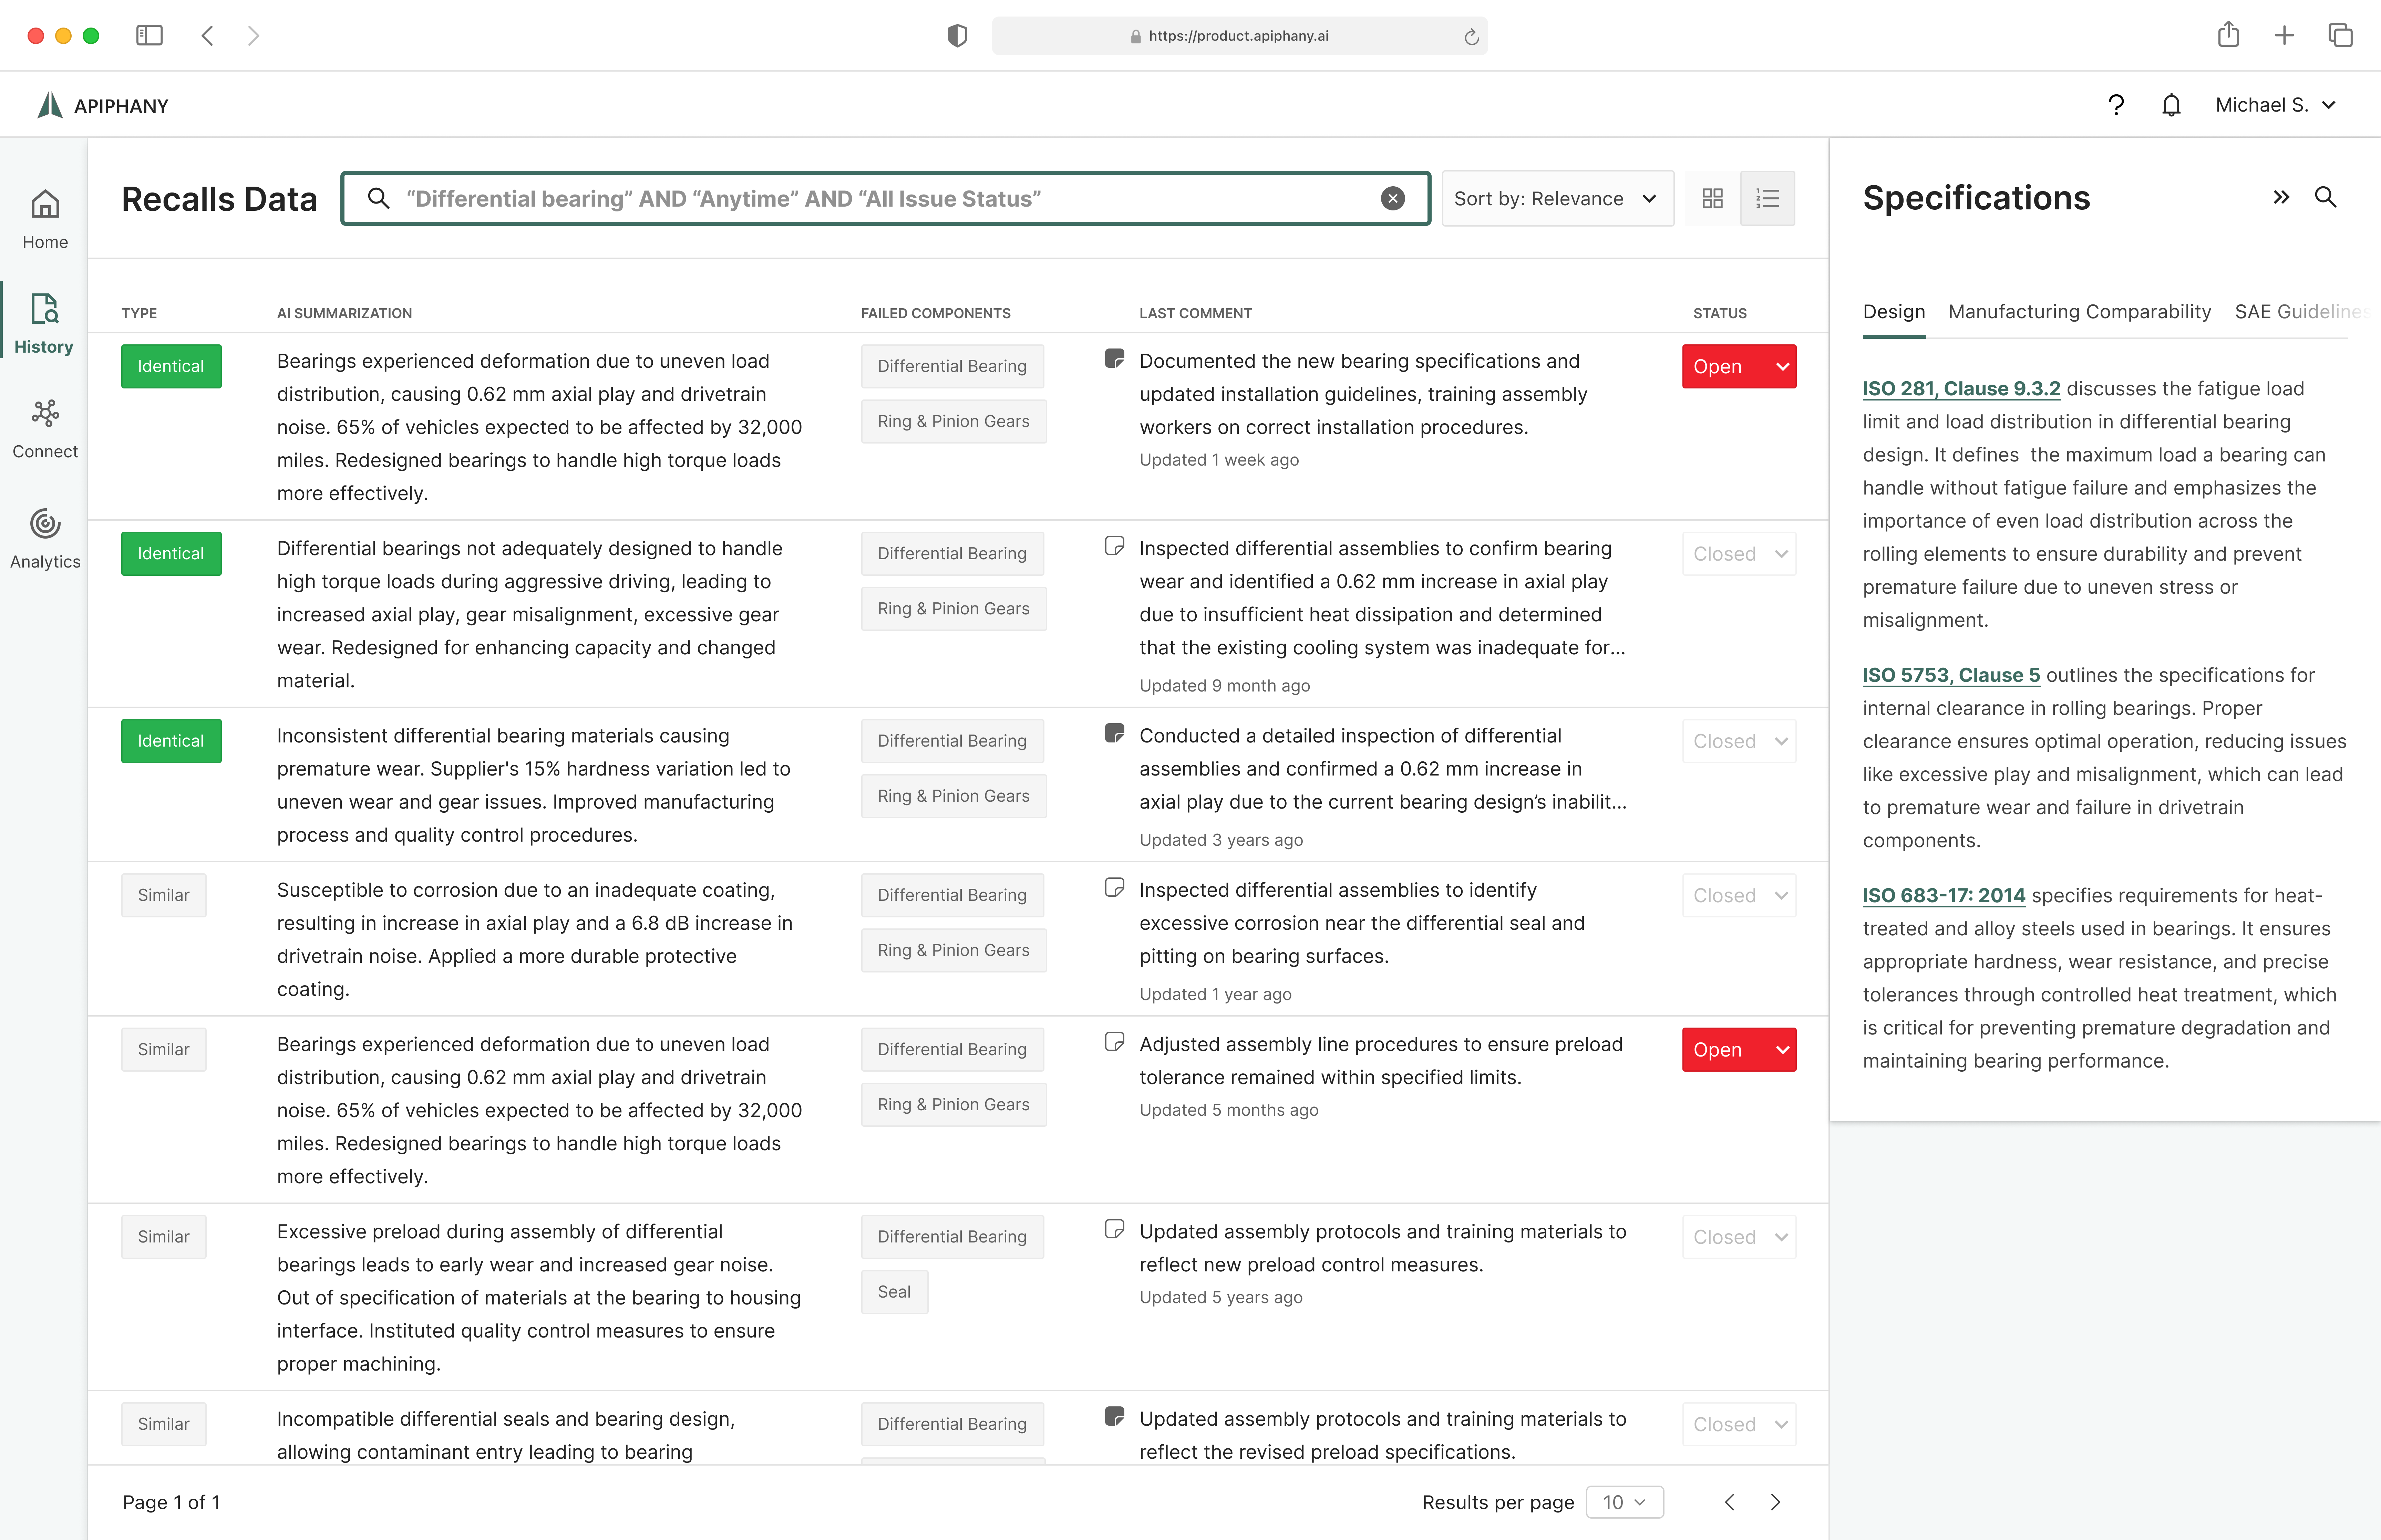 https://product.apiphany.ai
APIPHANY
Michael S.
Home
History
Connect
Analytics
Recalls Data
“Differential bearing” AND “Anytime” AND “All Issue Status”
Sort by: Relevance
TYPE
AI SUMMARIZATION
FAILED COMPONENTS
LAST COMMENT
STATUS
Identical
Bearings experienced deformation due to uneven load
distribution, causing 0.62 mm axial play and drivetrain
noise. 65% of vehicles expected to be affected by 32,000
miles. Redesigned bearings to handle high torque loads
more effectively.
Differential Bearing
Ring & Pinion Gears
Documented the new bearing specifications and
updated installation guidelines, training assembly
workers on correct installation procedures.
Updated 1 week ago
Open
Identical
Differential bearings not adequately designed to handle
high torque loads during aggressive driving, leading to
increased axial play, gear misalignment, excessive gear
wear. Redesigned for enhancing capacity and changed
material.
Differential Bearing
Ring & Pinion Gears
Inspected differential assemblies to confirm bearing
wear and identified a 0.62 mm increase in axial play
due to insufficient heat dissipation and determined
that the existing cooling system was inadequate for...
Updated 9 month ago
Closed
Identical
Inconsistent differential bearing materials causing
premature wear. Supplier's 15% hardness variation led to
uneven wear and gear issues. Improved manufacturing
process and quality control procedures.
Differential Bearing
Ring & Pinion Gears
Conducted a detailed inspection of differential
assemblies and confirmed a 0.62 mm increase in
axial play due to the current bearing design’s inabilit...
Updated 3 years ago
Closed
Similar
Susceptible to corrosion due to an inadequate coating,
resulting in increase in axial play and a 6.8 dB increase in
drivetrain noise. Applied a more durable protective
coating.
Differential Bearing
Ring & Pinion Gears
Inspected differential assemblies to identify
excessive corrosion near the differential seal and
pitting on bearing surfaces.
Updated 1 year ago
Closed
Similar
Bearings experienced deformation due to uneven load
distribution, causing 0.62 mm axial play and drivetrain
noise. 65% of vehicles expected to be affected by 32,000
miles. Redesigned bearings to handle high torque loads
more effectively.
Differential Bearing
Ring & Pinion Gears
Adjusted assembly line procedures to ensure preload
tolerance remained within specified limits.
Updated 5 months ago
Open
Similar
Excessive preload during assembly of differential
bearings leads to early wear and increased gear noise.
Out of specification of materials at the bearing to housing
interface. Instituted quality control measures to ensure
proper machining.
Differential Bearing
Seal
Updated assembly protocols and training materials to
reflect new preload control measures.
Updated 5 years ago
Closed
Similar
Incompatible differential seals and bearing design,
allowing contaminant entry leading to bearing
Differential Bearing
Updated assembly protocols and training materials to
reflect the revised preload specifications.
Closed
Page 1 of 1
Results per page
10
Specifications
Design
Manufacturing Comparability
SAE Guidelines
ISO 281, Clause 9.3.2 discusses the fatigue load
limit and load distribution in differential bearing
design. It defines  the maximum load a bearing can
handle without fatigue failure and emphasizes the
importance of even load distribution across the
rolling elements to ensure durability and prevent
premature failure due to uneven stress or
misalignment.
ISO 5753, Clause 5 outlines the specifications for
internal clearance in rolling bearings. Proper
clearance ensures optimal operation, reducing issues
like excessive play and misalignment, which can lead
to premature wear and failure in drivetrain
components.
ISO 683-17: 2014 specifies requirements for heat-
treated and alloy steels used in bearings. It ensures
appropriate hardness, wear resistance, and precise
tolerances through controlled heat treatment, which
is critical for preventing premature degradation and
maintaining bearing performance.